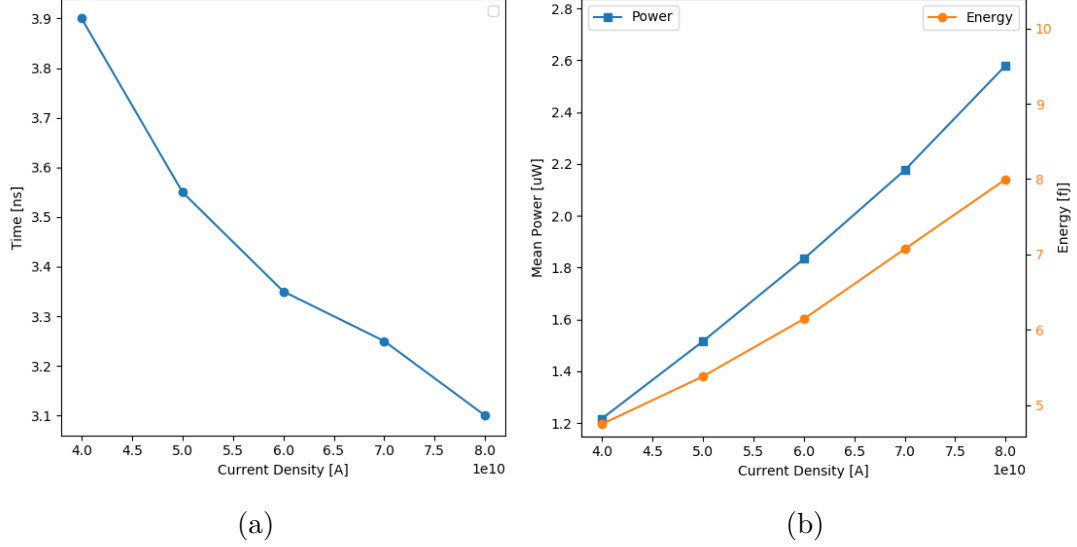 3.9
3.8
3.7
3.6
3.5
3.4
3.3
3.2
3.1
Time [ns]
4.0 4.5 5.0 5.5 6.0 6.5 7.0 7.5 8.0
Current Density [A]
1e10
(a)
Power
Energy
2.8
2.6
2.4
2.2
2.0
1.8
1.6
1.4
1.2
Mean Power [uW]
10
9
8
7
6
5
Energy [fJ]
4.0 4.5 5.0 5.5 6.0 6.5 7.0 7.5 8.0
Current Density [A]
1e10
(b)